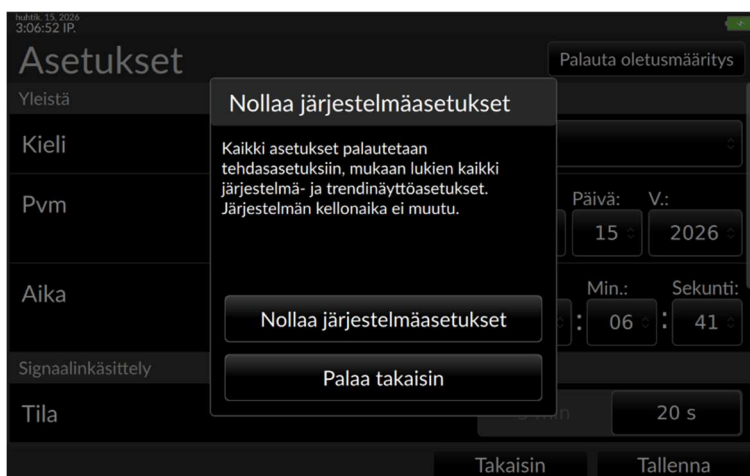 huhtik. 15, 2026
3:06:52 IP.
Asetukset
Palauta oletusmääritys
Yleistä
Kieli
Pvm
Päivä: V.:
15 2026
Aika
Min.: Sekunti:
: 06 : 41
Signaalinkäsittely
Tila
20 s
Takaisin Tallenna
Nollaa järjestelmäasetukset
Kaikki asetukset palautetaan
tehdasasetuksiin, mukaan lukien kaikki
järjestelmä- ja trendinäyttöasetukset.
Järjestelmän kellonaika ei muutu.
Nollaa järjestelmäasetukset
Palaa takaisin